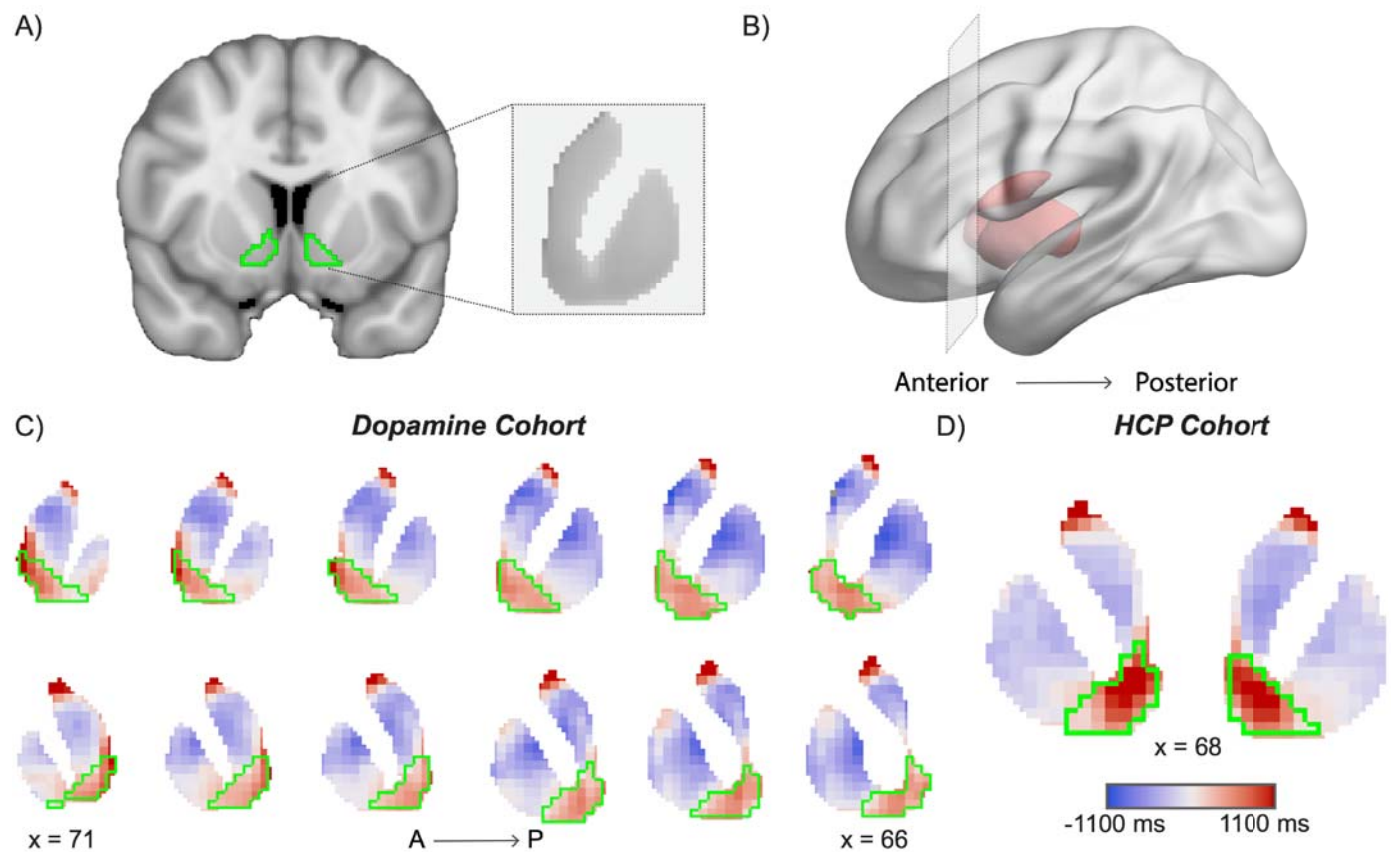 A)
B)
Anterior → Posterior
C)
Dopamine Cohort
D)
HCP Cohort
x = 71
A → P
x = 66
x = 68
-1100 ms
1100 ms